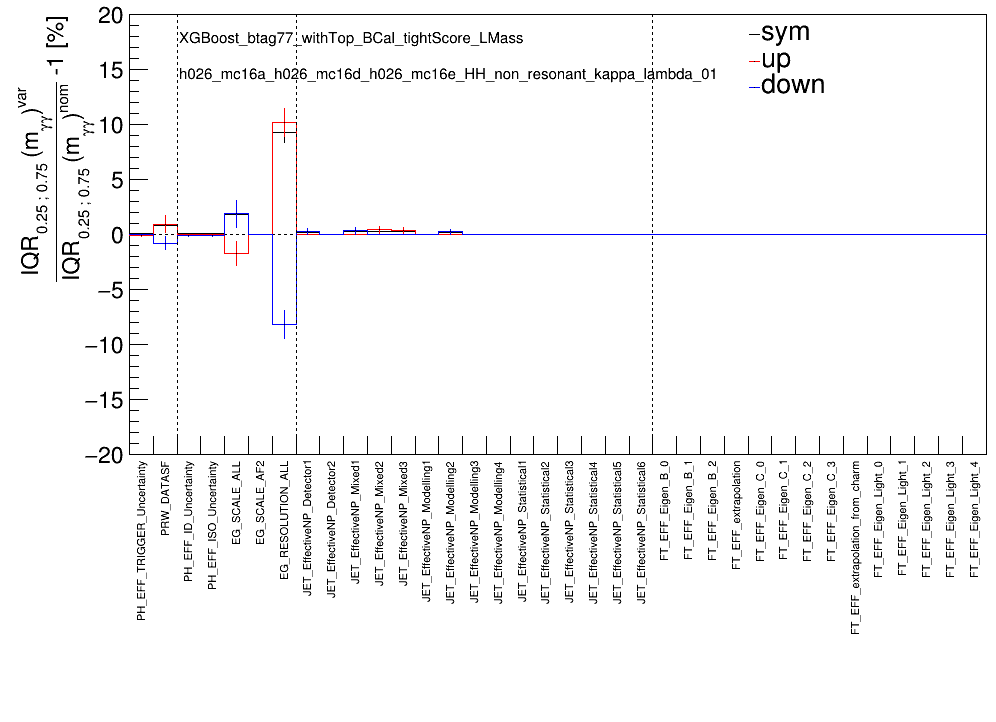 IQR0.25 ; 0.75 (mγγ)var
IQR0.25 ; 0.75 (mγγ)nom -1 [%]
20
15
10
5
0
−5
−10
−15
−20
XGBoost_btag77_withTop_BCal_tightScore_LMass
h026_mc16a_h026_mc16d_h026_mc16e_HH_non_resonant_kappa_lambda_01
sym
up
down
PH_EFF_TRIGGER_Uncertainty
PRW_DATASF
PH_EFF_ID_Uncertainty
PH_EFF_ISO_Uncertainty
EG_SCALE_ALL
EG_SCALE_AF2
EG_RESOLUTION_ALL
JET_EffectiveNP_Detector1
JET_EffectiveNP_Detector2
JET_EffectiveNP_Mixed1
JET_EffectiveNP_Mixed2
JET_EffectiveNP_Mixed3
JET_EffectiveNP_Modelling1
JET_EffectiveNP_Modelling2
JET_EffectiveNP_Modelling3
JET_EffectiveNP_Modelling4
JET_EffectiveNP_Statistical1
JET_EffectiveNP_Statistical2
JET_EffectiveNP_Statistical3
JET_EffectiveNP_Statistical4
JET_EffectiveNP_Statistical5
JET_EffectiveNP_Statistical6
FT_EFF_Eigen_B_0
FT_EFF_Eigen_B_1
FT_EFF_Eigen_B_2
FT_EFF_extrapolation
FT_EFF_Eigen_C_0
FT_EFF_Eigen_C_1
FT_EFF_Eigen_C_2
FT_EFF_Eigen_C_3
FT_EFF_extrapolation_from_charm
FT_EFF_Eigen_Light_0
FT_EFF_Eigen_Light_1
FT_EFF_Eigen_Light_2
FT_EFF_Eigen_Light_3
FT_EFF_Eigen_Light_4